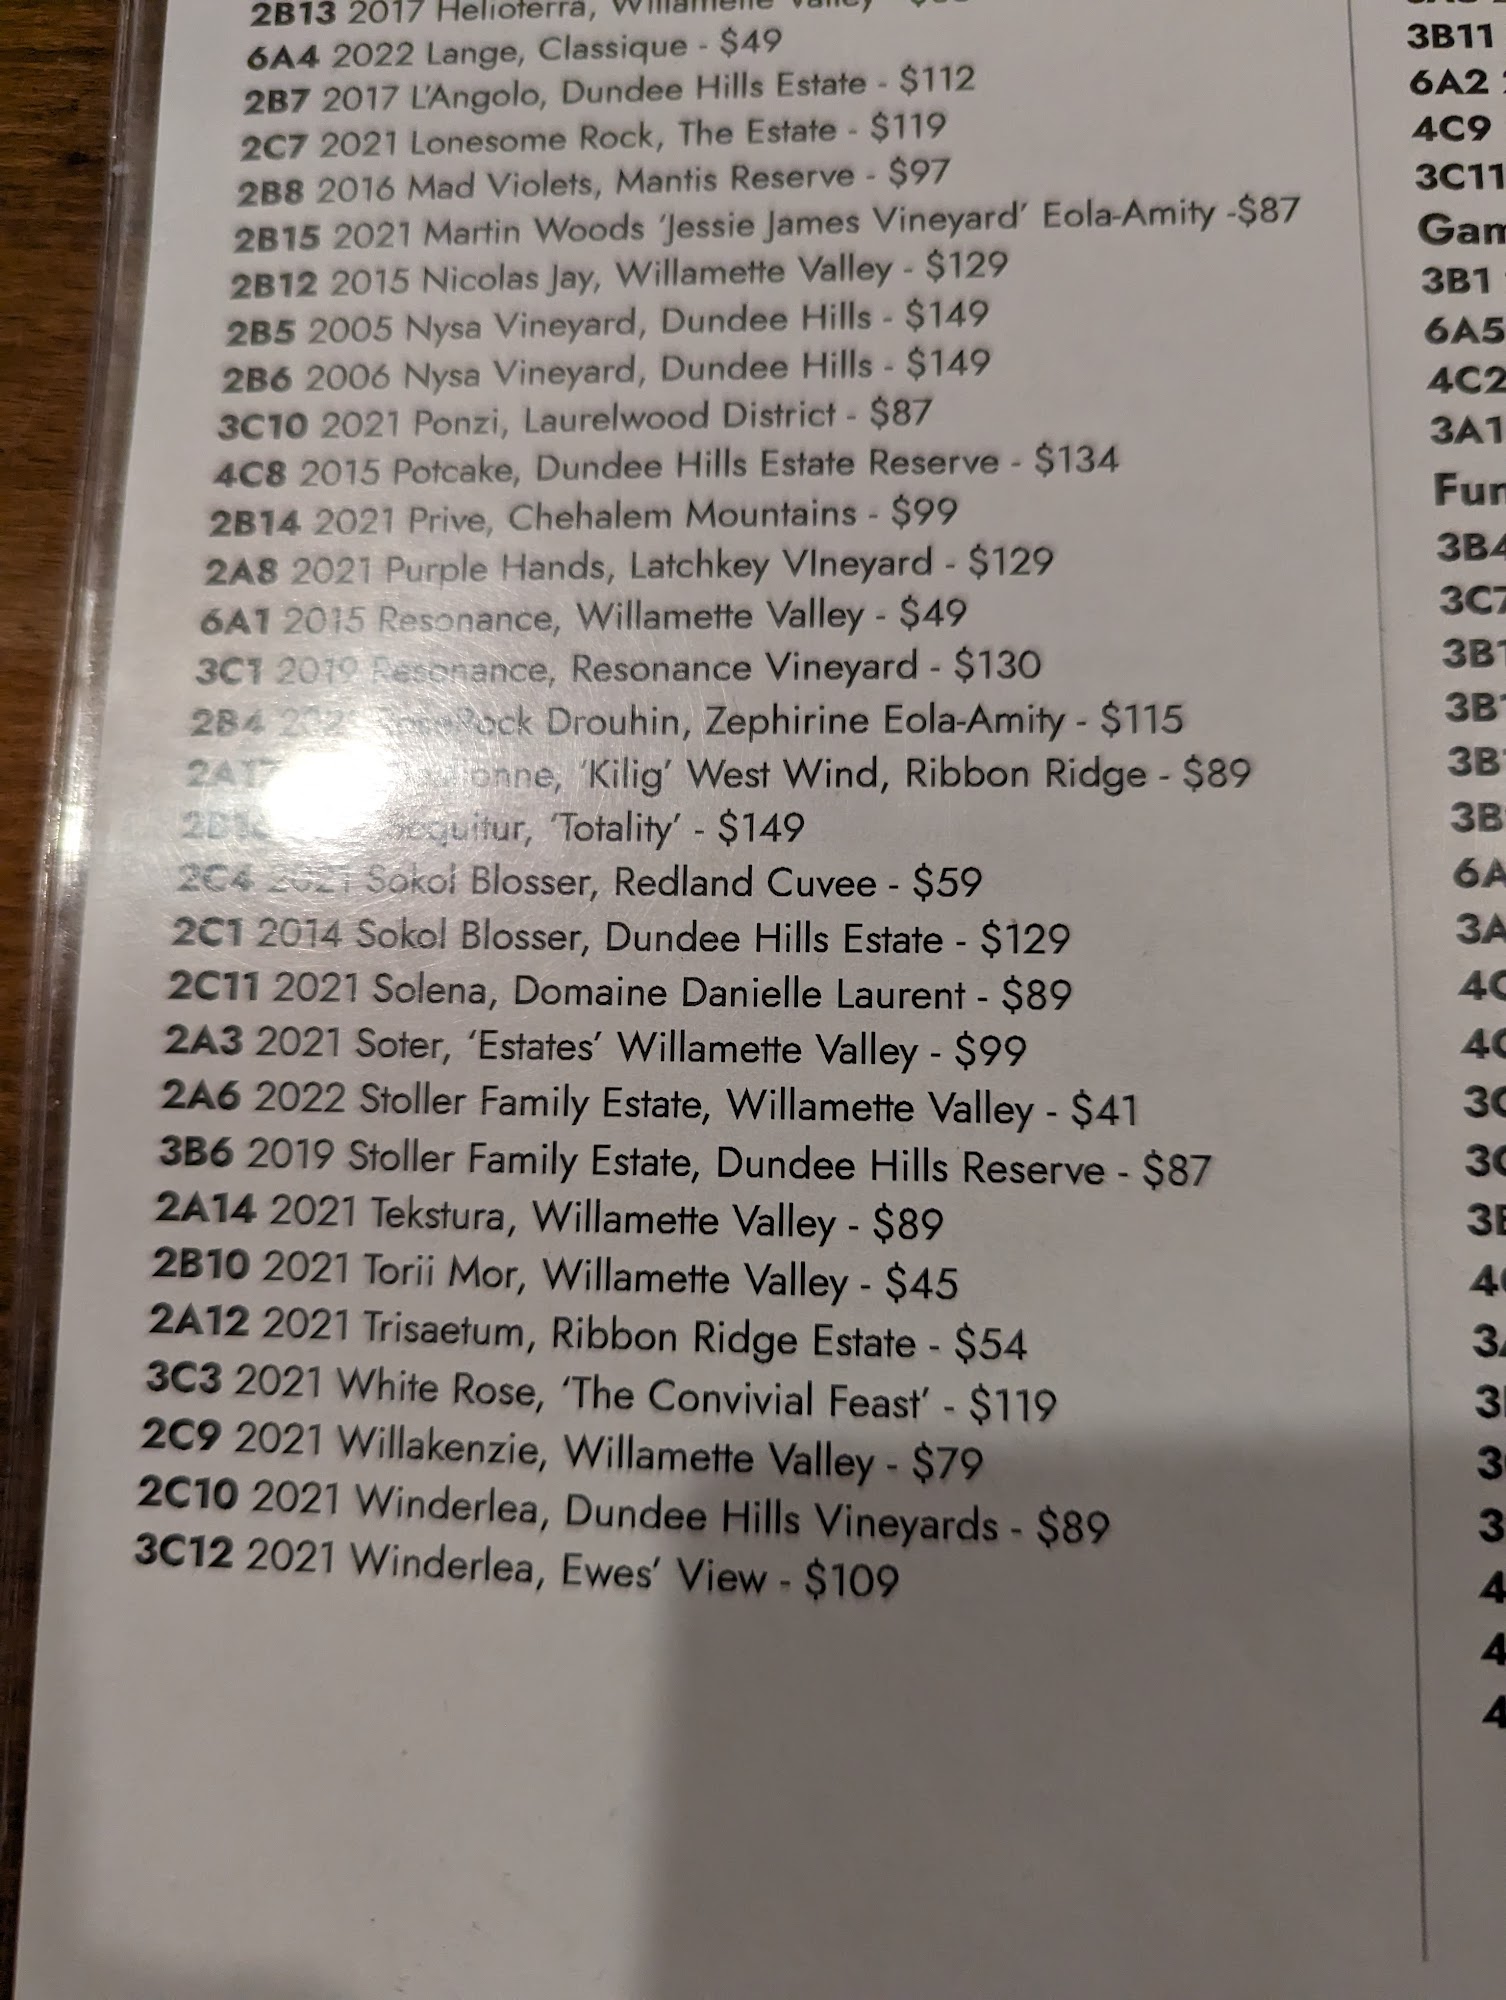 2B13 2017 Helioterra, Willamette Valley -
6A4 2022 Lange, Classique - $49
2B7 2017 L'Angolo, Dundee Hills Estate - $112
2C7 2021 Lonesome Rock, The Estate - $119
2B8 2016 Mad Violets, Mantis Reserve - $97
2B15 2021 Martin Woods 'Jessie James Vineyard' Eola-Amity -$87
2B12 2015 Nicolas Jay, Willamette Valley - $129
2B5 2005 Nysa Vineyard, Dundee Hills - $149
2B6 2006 Nysa Vineyard, Dundee Hills - $149
3C10 2021 Ponzi, Laurelwood District - $87
4C8 2015 Potcake, Dundee Hills Estate Reserve - $134
2B14 2021 Prive, Chehalem Mountains - $99
2A8 2021 Purple Hands, Latchkey VIneyard - $129
6A1 2015 Resonance, Willamette Valley - $49
3C1 2019 Resonance, Resonance Vineyard - $130
2B4 Drouhin, Zephirine Eola-Amity - $115
'Kilig' West Wind, Ribbon Ridge - $89
Sequitur, 'Totality' - $149
2C4 2021 Sokol Blosser, Redland Cuvee - $59
2C1 2014 Sokol Blosser, Dundee Hills Estate - $129
2C11 2021 Solena, Domaine Danielle Laurent - $89
2A3 2021 Soter, 'Estates' Willamette Valley - $99
2A6 2022 Stoller Family Estate, Willamette Valley - $41
3B6 2019 Stoller Family Estate, Dundee Hills Reserve - $87
2A14 2021 Tekstura, Willamette Valley - $89
2B10 2021 Torii Mor, Willamette Valley - $45
2A12 2021 Trisaetum, Ribbon Ridge Estate - $54
3C3 2021 White Rose, 'The Convivial Feast' - $119
2C9 2021 Willakenzie, Willamette Valley - $79
2C10 2021 Winderlea, Dundee Hills Vineyards - $89
3C12 2021 Winderlea, Ewes' View - $109
3B11
6A2
4C9
3C11
3B1
6A5